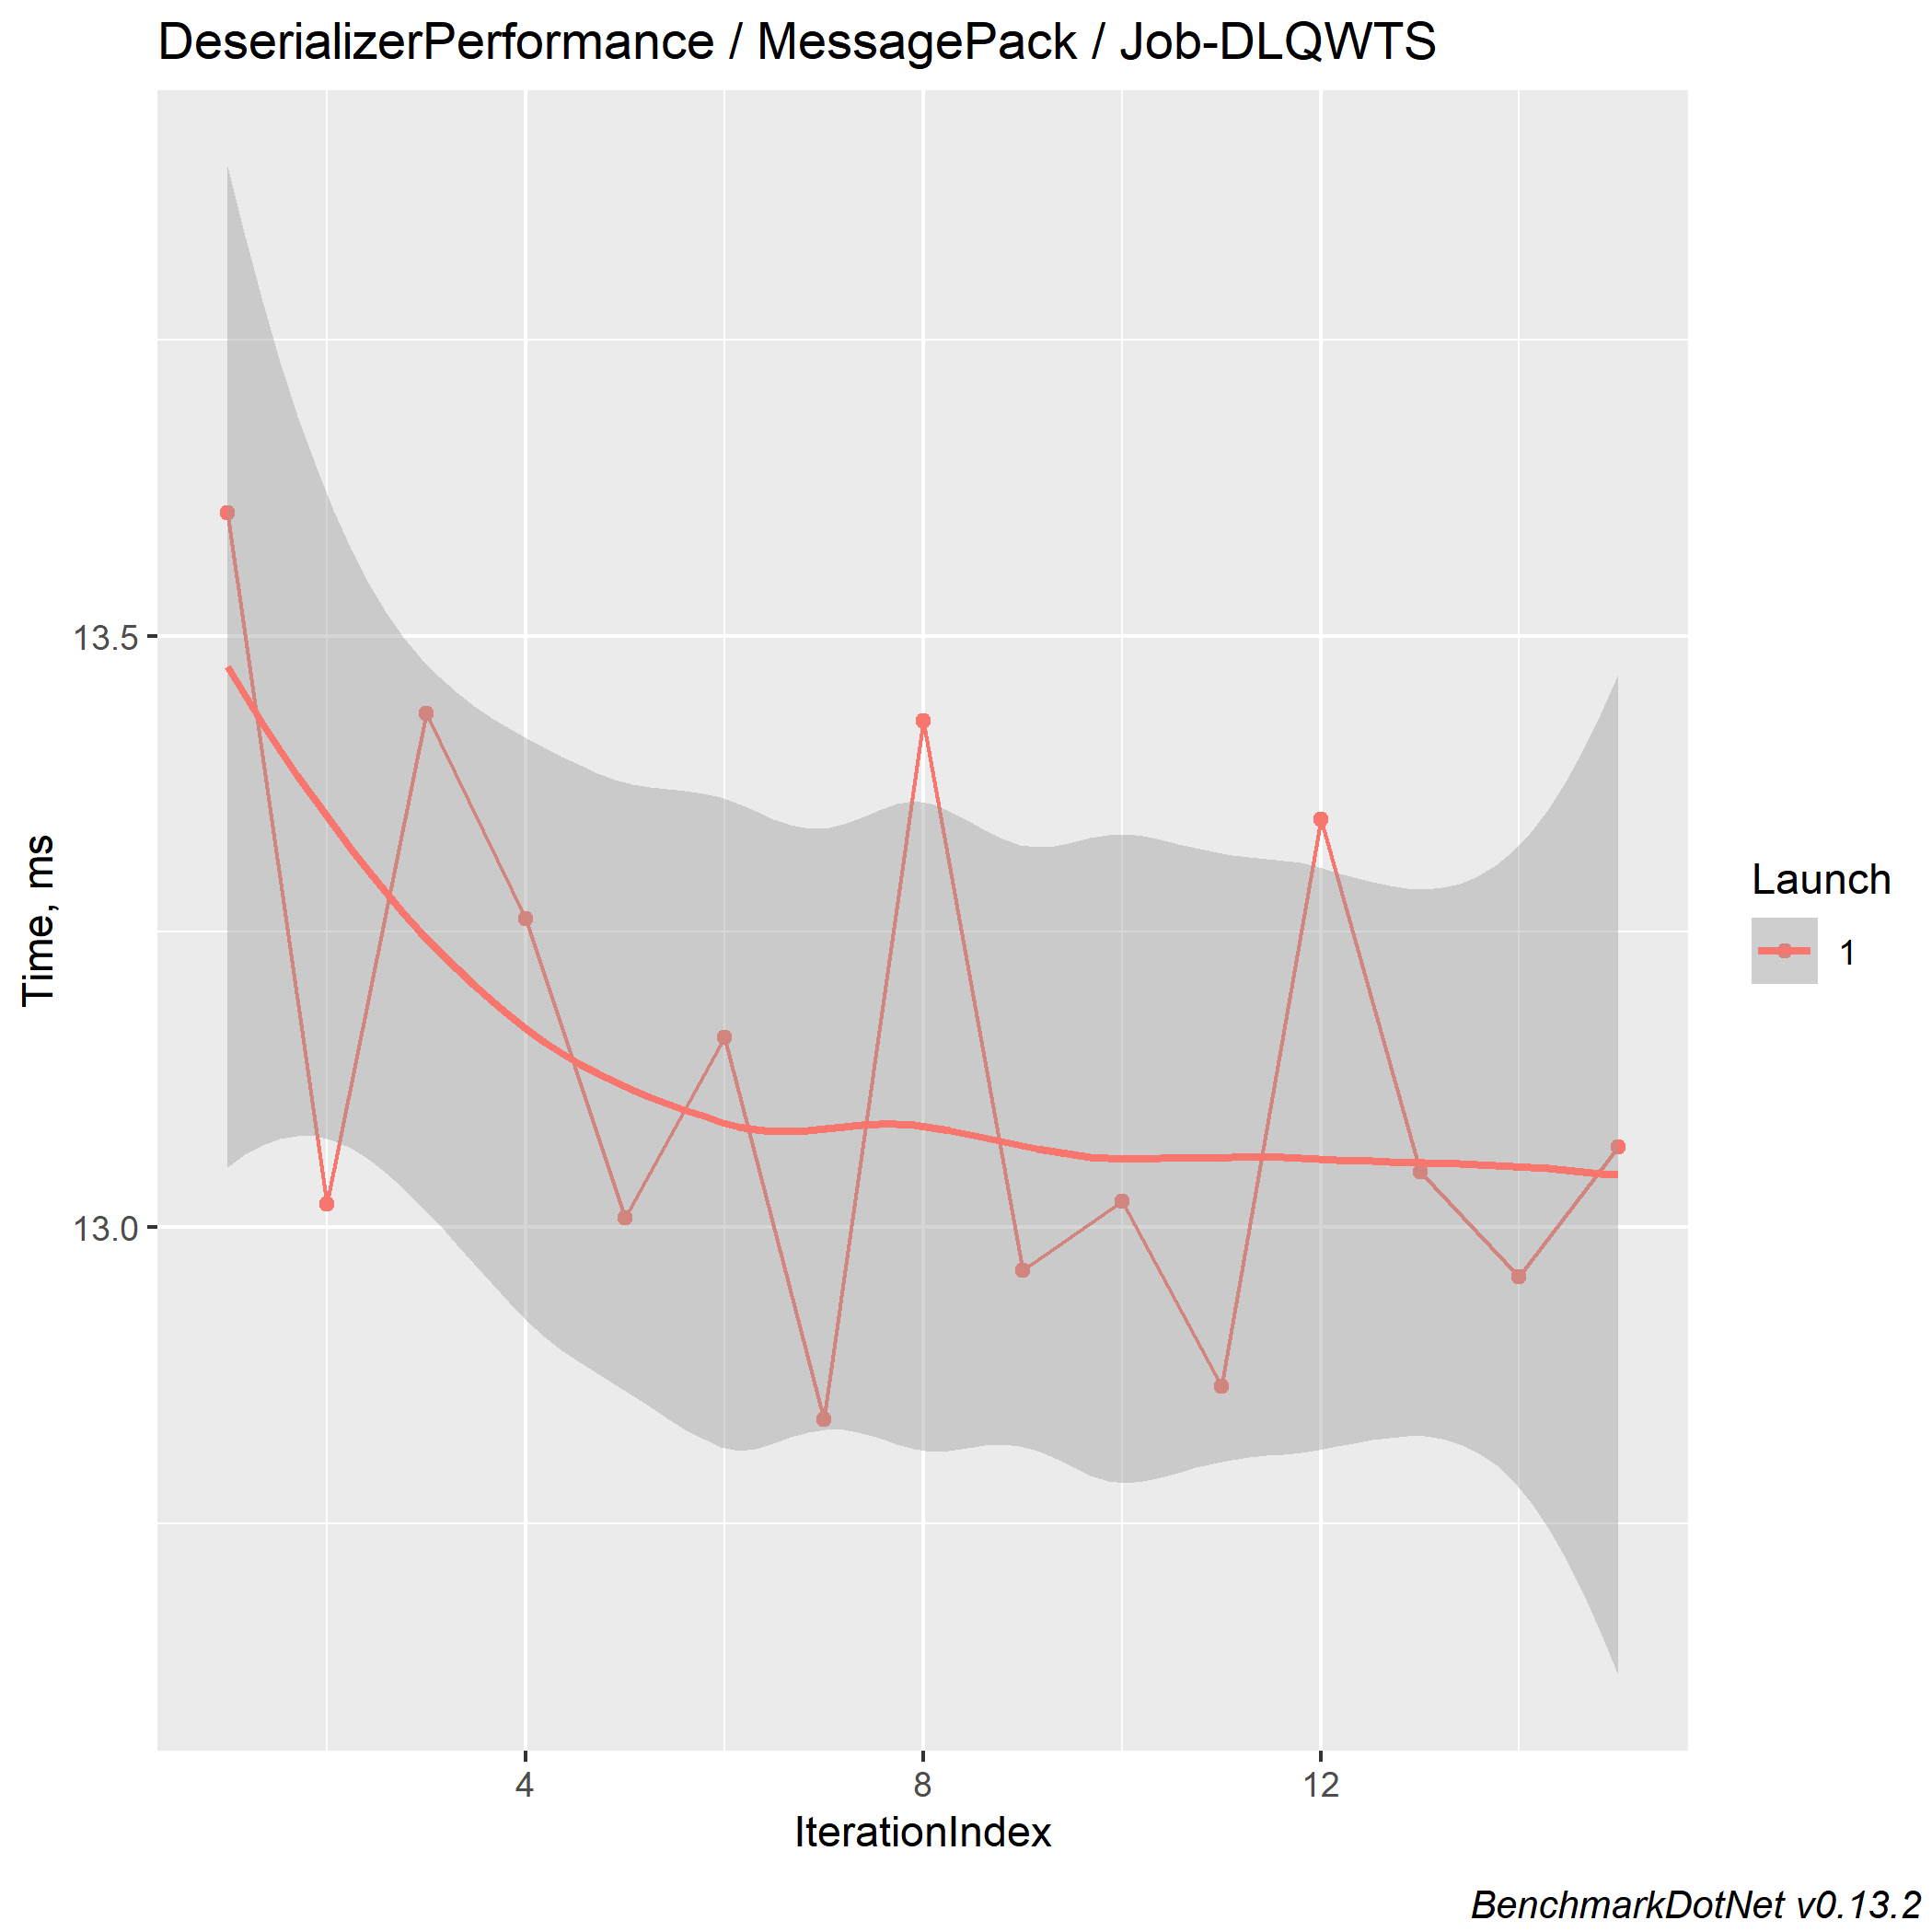 DeserializerPerformance / MessagePack / Job-DLQWTS
Time, ms
13.5
13.0
4
8
12
IterationIndex
Launch
1
BenchmarkDotNet v0.13.2